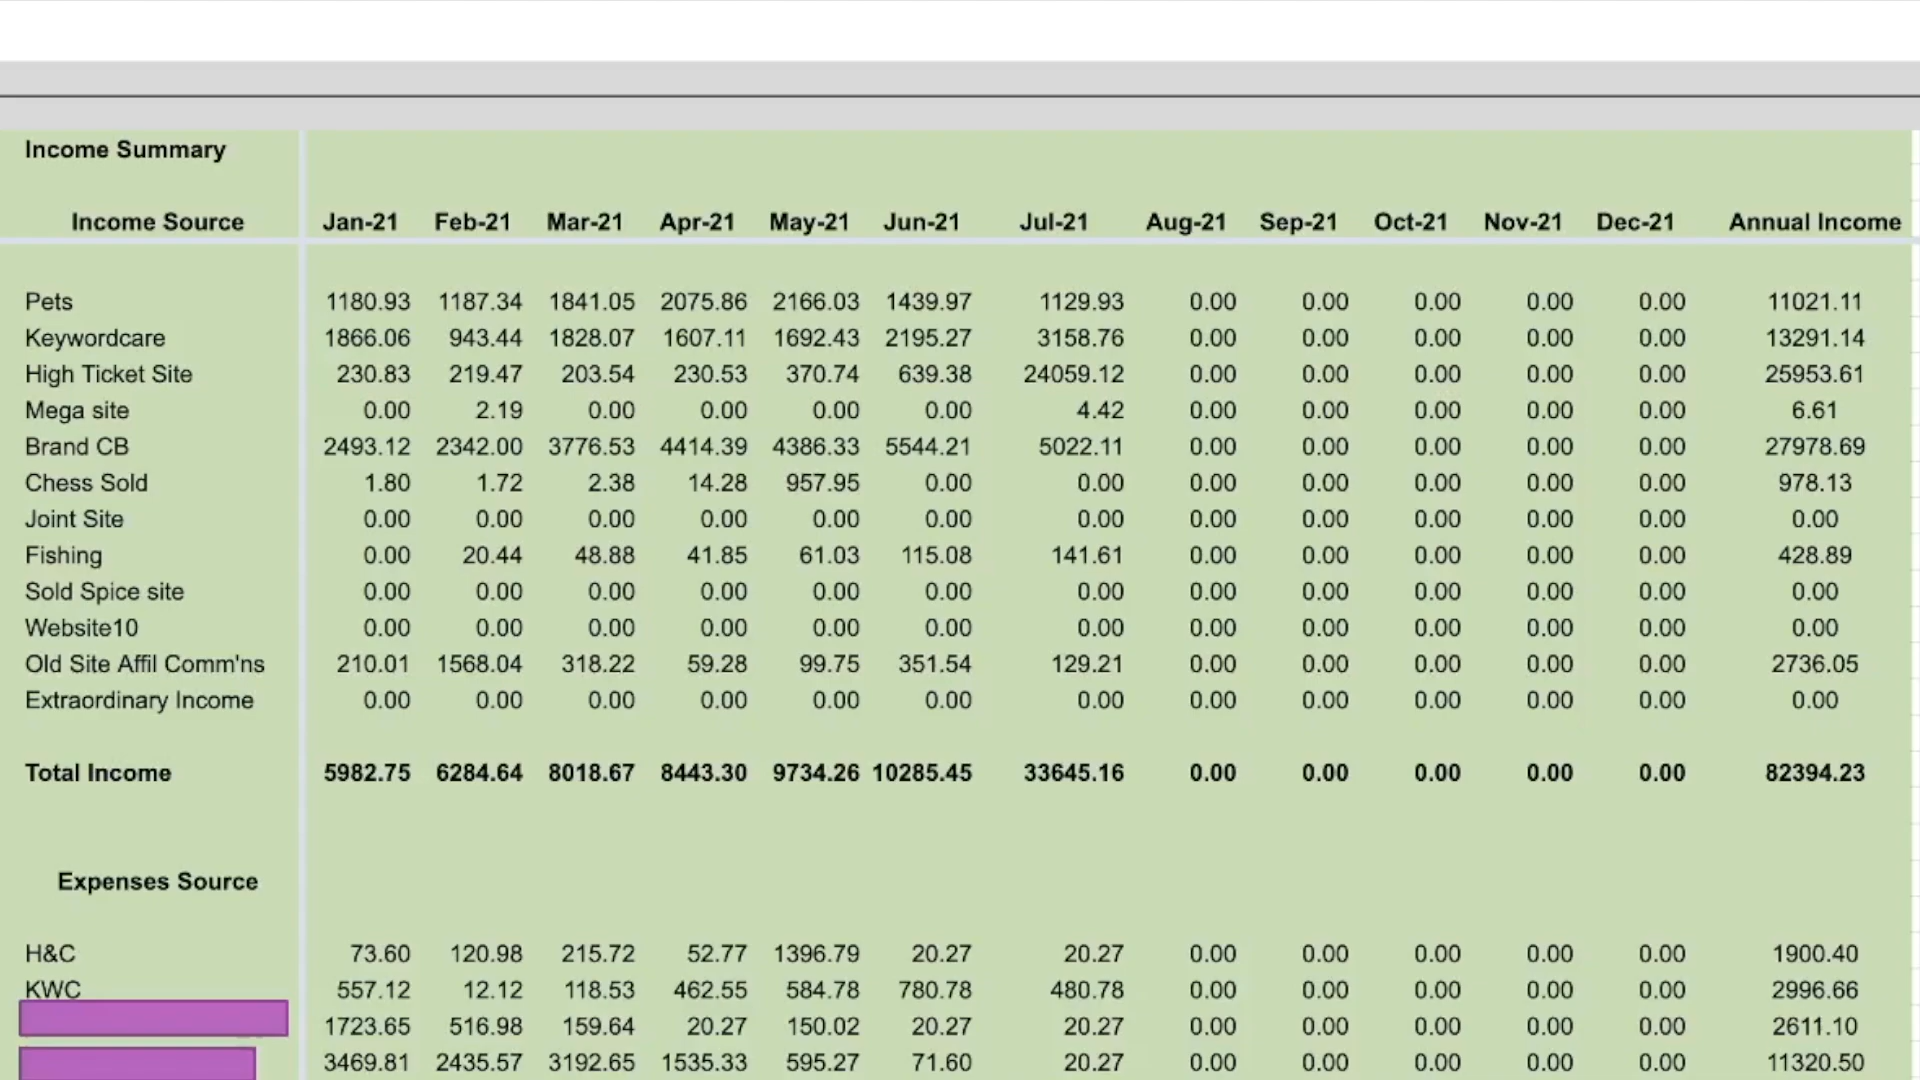 Income Summary
Income Source Jan-21 Feb-21 Mar-21 Apr-21 May-21 Jun-21 Jul-21 Aug-21 Sep-21 Oct-21 Nov-21 Dec-21 Annual Income
Pets 1180.93 1187.34 1841.05 2075.86 2166.03 1439.97 1129.93 0.00 0.00 0.00 0.00 0.00 11021.11
Keywordcare 1866.06 943.44 1828.07 1607.11 1692.43 2195.27 3158.76 0.00 0.00 0.00 0.00 0.00 13291.14
High Ticket Site 230.83 219.47 203.54 230.53 370.74 639.38 24059.12 0.00 0.00 0.00 0.00 0.00 25953.61
Mega site 0.00 2.19 0.00 0.00 0.00 0.00 4.42 0.00 0.00 0.00 0.00 0.00 6.61
Brand CB 2493.12 2342.00 3776.53 4414.39 4386.33 5544.21 5022.11 0.00 0.00 0.00 0.00 0.00 27978.69
Chess Sold 1.80 1.72 2.38 14.28 957.95 0.00 0.00 0.00 0.00 0.00 0.00 0.00 978.13
Joint Site 0.00 0.00 0.00 0.00 0.00 0.00 0.00 0.00 0.00 0.00 0.00 0.00 0.00
Fishing 0.00 20.44 48.88 41.85 61.03 115.08 141.61 0.00 0.00 0.00 0.00 0.00 428.89
Sold Spice site 0.00 0.00 0.00 0.00 0.00 0.00 0.00 0.00 0.00 0.00 0.00 0.00 0.00
Website10 0.00 0.00 0.00 0.00 0.00 0.00 0.00 0.00 0.00 0.00 0.00 0.00 0.00
Old Site Affil Comm'ns 210.01 1568.04 318.22 59.28 99.75 351.54 129.21 0.00 0.00 0.00 0.00 0.00 2736.05
Extraordinary Income 0.00 0.00 0.00 0.00 0.00 0.00 0.00 0.00 0.00 0.00 0.00 0.00 0.00
Total Income 5982.75 6284.64 8018.67 8443.30 9734.26 10285.45 33645.16 0.00 0.00 0.00 0.00 0.00 82394.23
Expenses Source
H&C 73.60 120.98 215.72 52.77 1396.79 20.27 20.27 0.00 0.00 0.00 0.00 0.00 1900.40
KWC 557.12 12.12 118.53 462.55 584.78 780.78 480.78 0.00 0.00 0.00 0.00 0.00 2996.66
1723.65 516.98 159.64 20.27 150.02 20.27 20.27 0.00 0.00 0.00 0.00 0.00 2611.10
3469.81 2435.57 3192.65 1535.33 595.27 71.60 20.27 0.00 0.00 0.00 0.00 0.00 11320.50